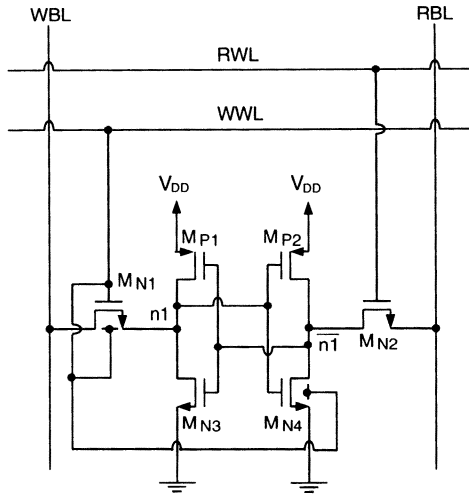 WBL RBL
RWL
WWL
VDD VDD
MP1 MP2
MN1
n1 n1
MN2
MN3 MN4